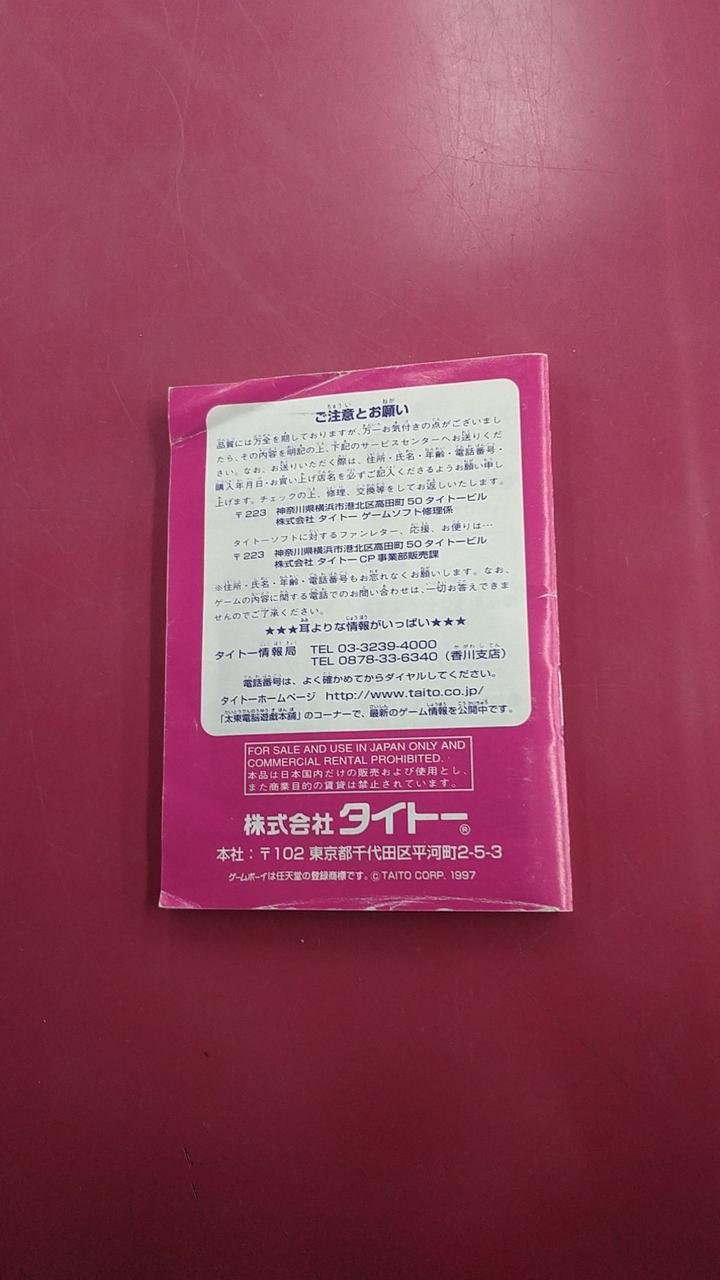 ご注意とお願い
品質には万全を期しておりますが、万一お気付きの点がございまし
たら、その内容を明記の上、下記のサービスセンターへお送りくだ
さい。なお、お送りいただく際は、住所・氏名・年齢・電話番号・
購入年月日・お買い上げ店名を必ずご記入くださるようお願い申し
上げます。チェックの上、修理、交換等をしてお返しいたします。
〒223 神奈川県横浜市港北区高田町50 タイトービル
株式会社 タイトー ゲームソフト修理係
タイトーソフトに対するファンレター、応援、お便りは…
〒223 神奈川県横浜市港北区高田町50 タイトービル
株式会社 タイトー CP事業部販売課
※住所・氏名・年齢・電話番号もお忘れなくお願いします。なお、
ゲームの内容に関する電話でのお問い合わせは、一切お答えできま
せんのでご了承ください。
★★★耳よりな情報がいっぱい★★★
タイトー情報局 TEL 03-3239-4000
TEL 0878-33-6340(香川支店)
電話番号は、よく確かめてからダイヤルしてください。
タイトーホームページ http://www.taito.co.jp/
「太東電脳遊戯本舗」のコーナーで、最新のゲーム情報を公開中です。
FOR SALE AND USE IN JAPAN ONLY AND
COMMERCIAL RENTAL PROHIBITED.
本品は日本国内だけの販売および使用とし、
また商業目的の賃貸は禁止されています。
株式会社 タイトー®
本社:〒102 東京都千代田区平河町2-5-3
ゲームボーイは任天堂の登録商標です。© TAITO CORP. 1997